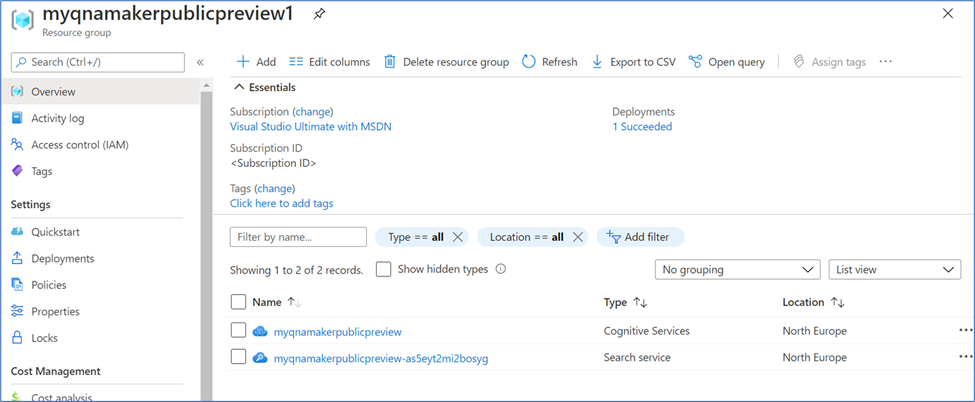 myqnamakerpublicpreview1
Resource group
Search (Ctrl+/)
«
Overview
Activity log
Access control (IAM)
Tags
Settings
Quickstart
Deployments
Policies
Properties
Locks
Cost Management
Cost analysis
Add
Edit columns
Delete resource group
Refresh
Export to CSV
Open query
Assign tags
...
Essentials
Subscription (change)
Visual Studio Ultimate with MSDN
Subscription ID
<Subscription ID>
Tags (change)
Click here to add tags
Deployments
1 Succeeded
Filter by name...
Type == all
Location == all
Add filter
Showing 1 to 2 of 2 records.
Show hidden types
No grouping
List view
Name Type Location
myqnamakerpublicpreview Cognitive Services North Europe ...
myqnamakerpublicpreview-as5eyt2mi2bosyg Search service North Europe ...